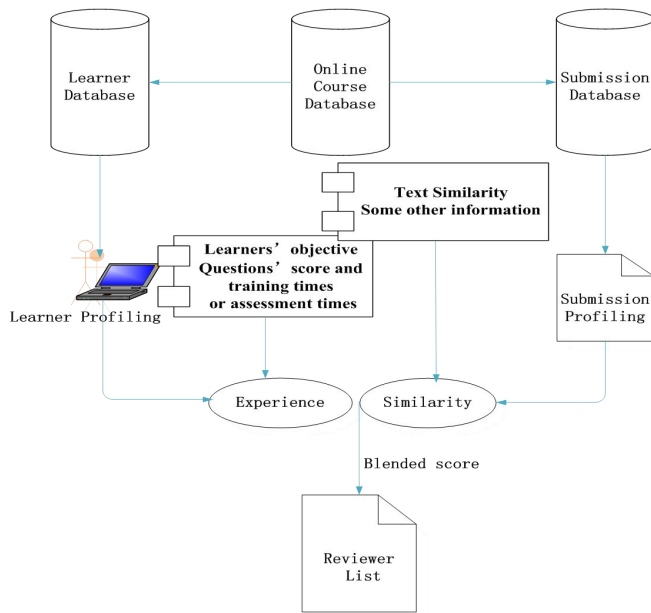 Learner
Database
Online
Course
Database
Submission
Database
Text Similarity
Some other information
Learners’ objective
Questions’ score and
training times
or assessment times
Learner Profiling
Submission
Profiling
Experience
Similarity
Blended score
Reviewer
List